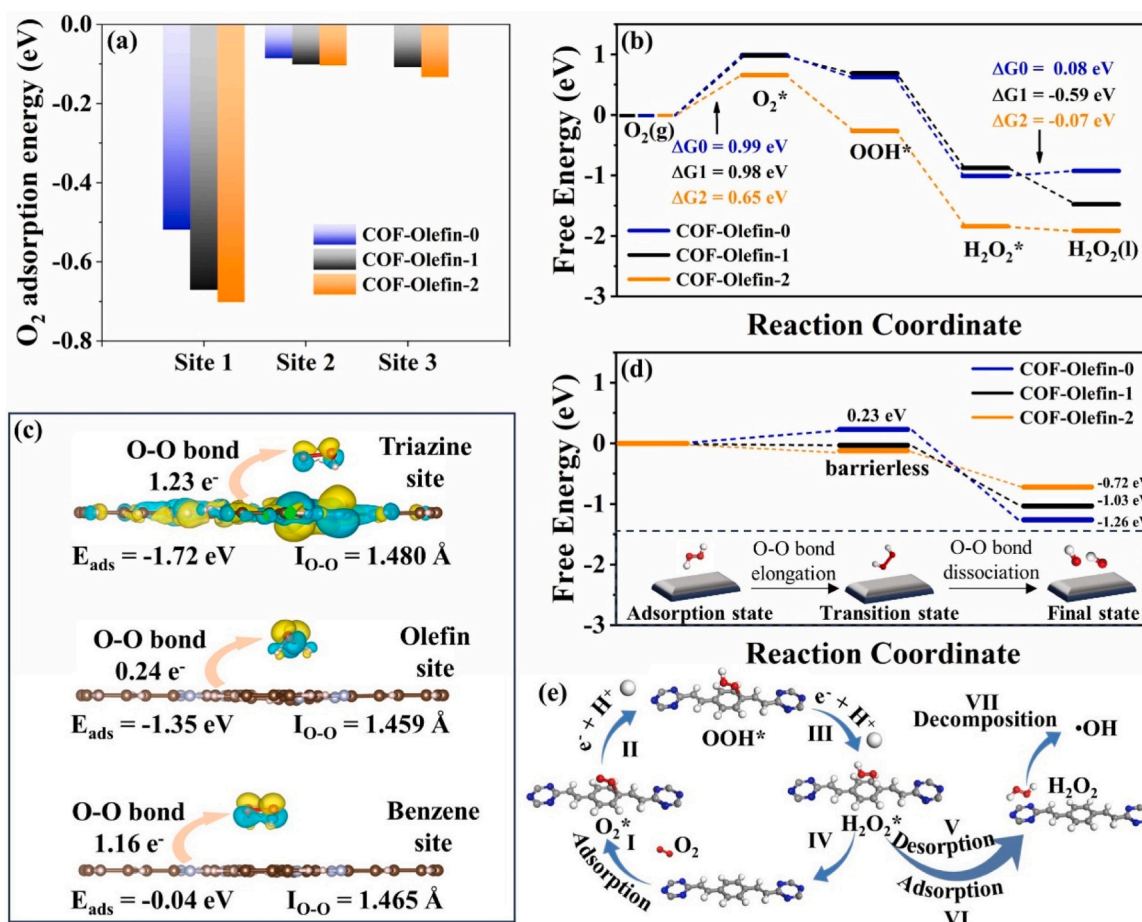 (a)
O2 adsorption energy (eV)
0.0
-0.2
-0.4
-0.6
-0.8
COF-Olefin-0
COF-Olefin-1
COF-Olefin-2
Site 1
Site 2
Site 3
(b)
Free Energy (eV)
1
0
-1
-2
-3
O2(g)
O2*
OOH*
H2O2*
H2O2(l)
ΔG0 = 0.99 eV
ΔG1 = 0.98 eV
ΔG2 = 0.65 eV
ΔG0 = 0.08 eV
ΔG1 = -0.59 eV
ΔG2 = -0.07 eV
COF-Olefin-0
COF-Olefin-1
COF-Olefin-2
Reaction Coordinate
(c)
O-O bond
1.23 e-
Triazine
site
Eads = -1.72 eV
IO-O = 1.480 Å
O-O bond
0.24 e-
Olefin
site
Eads = -1.35 eV
IO-O = 1.459 Å
O-O bond
1.16 e-
Benzene
site
Eads = -0.04 eV
IO-O = 1.465 Å
(d)
Free Energy (eV)
1
0
-1
-2
-3
COF-Olefin-0
COF-Olefin-1
COF-Olefin-2
0.23 eV
barrierless
-0.72 eV
-1.03 eV
-1.26 eV
O-O bond
elongation
O-O bond
dissociation
Adsorption state
Transition state
Final state
Reaction Coordinate
(e)
e- + H+
II
OOH*
e- + H+
III
O2*
I
Adsorption
O2
H2O2*
IV
V
Desorption
Adsorption
VI
VII
Decomposition
•OH
H2O2